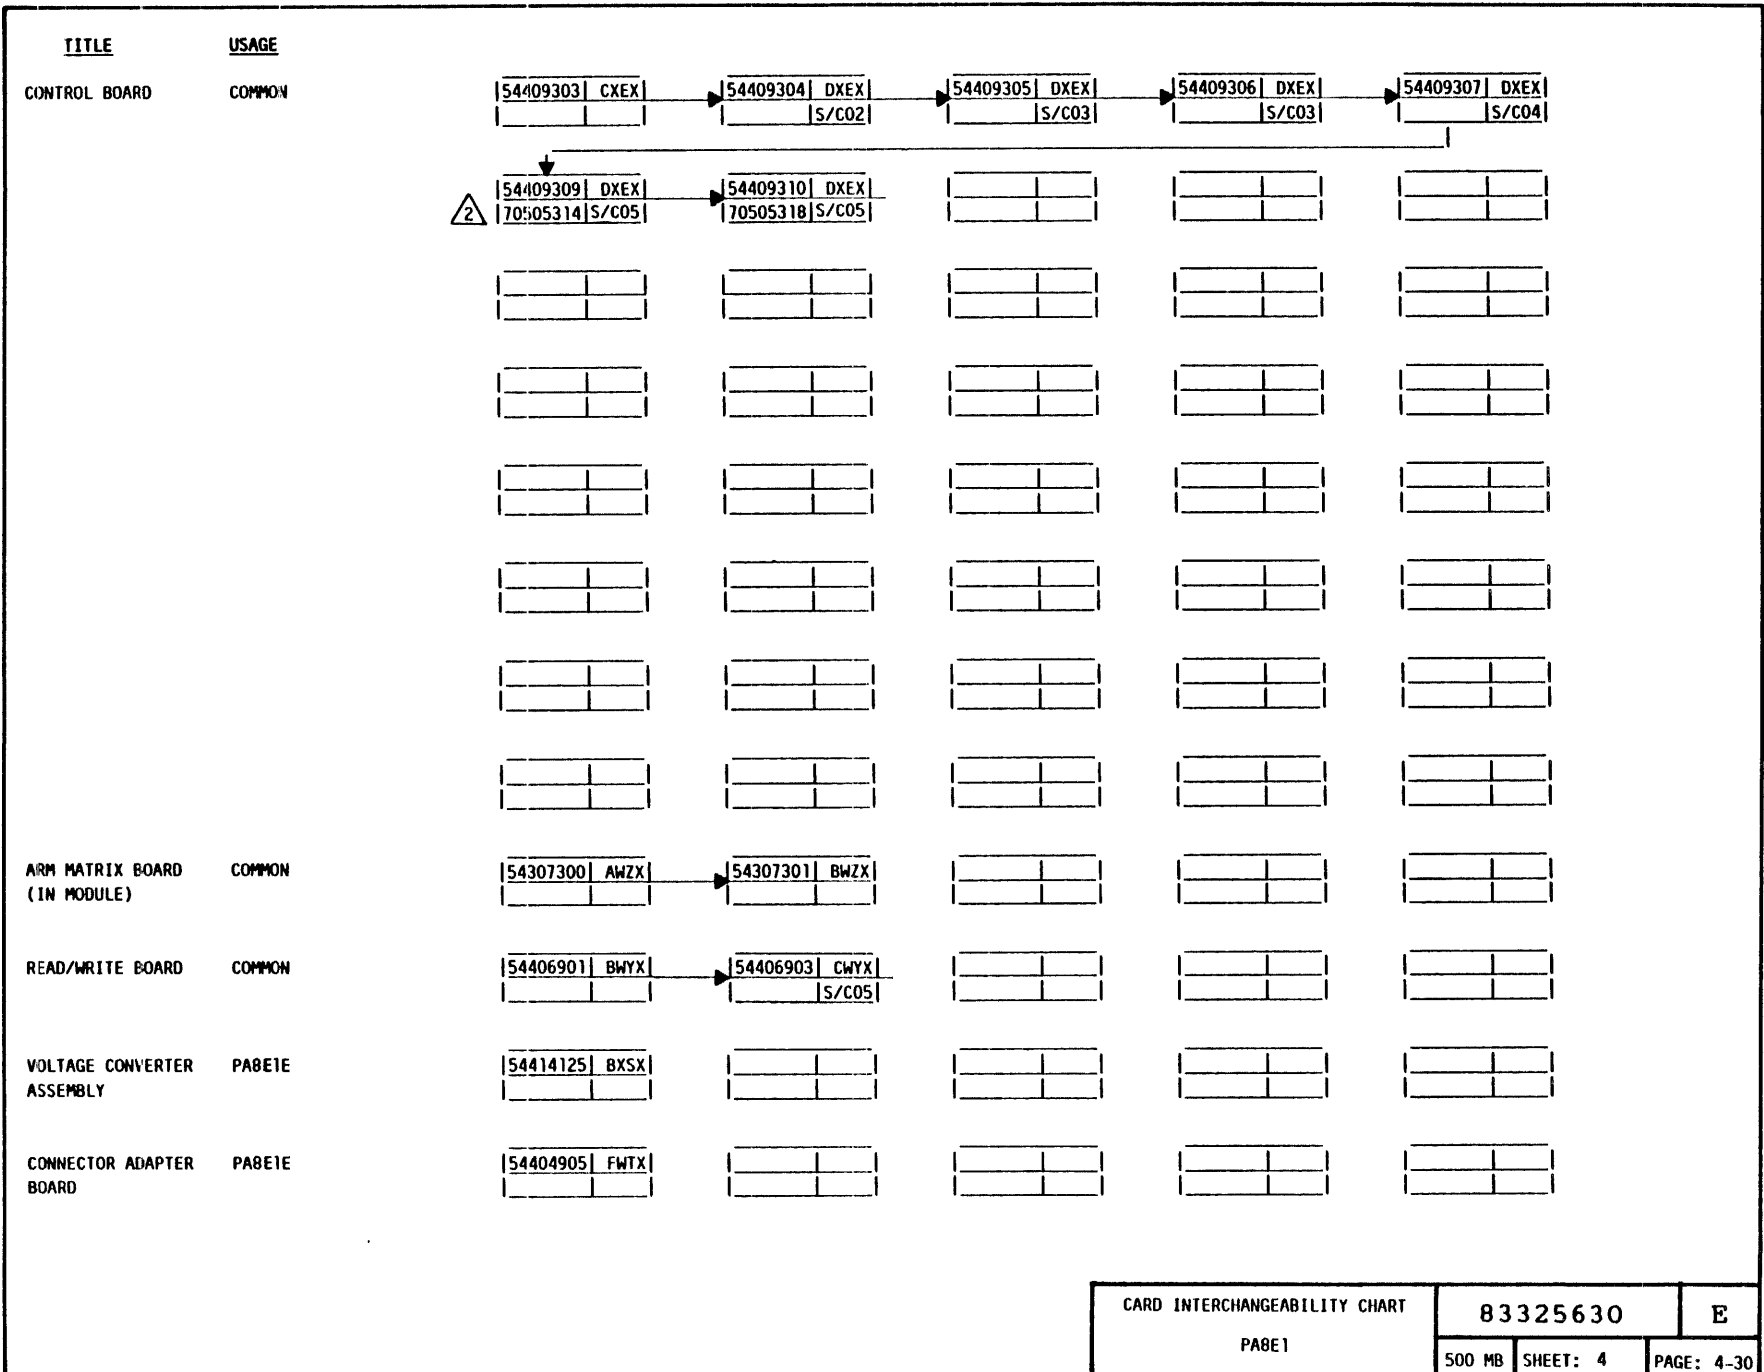 TITLE USAGE
CONTROL BOARD COMMON 54409303 CXEX 54409304 DXEX 54409305 DXEX 54409306 DXEX 54409307 DXEX
S/C02 S/C03 S/C03 S/C04
54409309 DXEX 54409310 DXEX
2 70505314 S/C05 70505318 S/C05
ARM MATRIX BOARD COMMON 54307300 AWZX 54307301 BWZX
(IN MODULE)
READ/WRITE BOARD COMMON 54406901 BWYX 54406903 CWYX
S/C05
VOLTAGE CONVERTER PA8E1E 54414125 BXSX
ASSEMBLY
CONNECTOR ADAPTER PA8E1E 54404905 FWTX
BOARD
CARD INTERCHANGEABILITY CHART 83325630 E
PA8E1
500 MB SHEET: 4 PAGE: 4-30